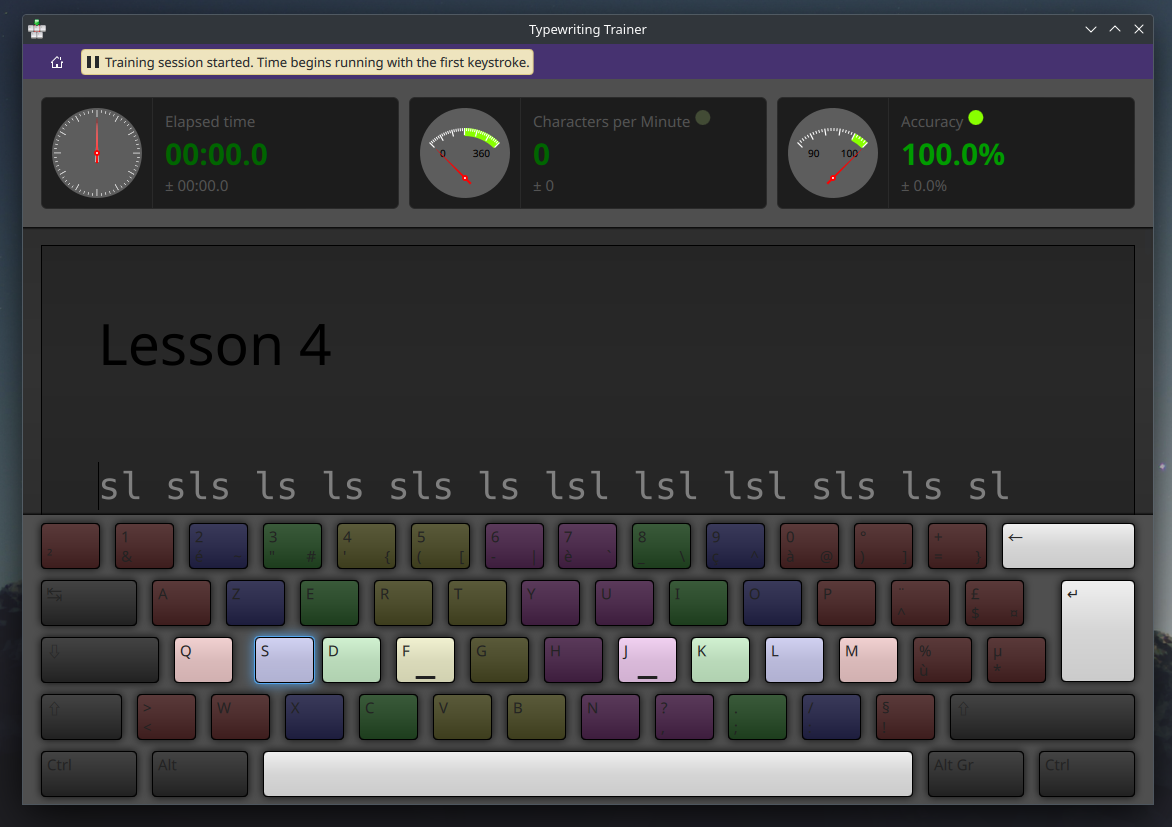 Typewriting Trainer
Training session started. Time begins running with the first keystroke.
Elapsed time
00:00.0
± 00:00.0
0 360
Characters per Minute
0
± 0
90 100
Accuracy
100.0%
± 0.0%
Lesson 4
sl sls ls ls sls ls lsl lsl lsl sls ls sl
² 1 2 3 4 5 6 7 8 9 0 ° + ←
& é " # ' { ( [ - | è ` _ \ à @ ) ] = }
↹ A Z E R T Y U I O P ¨ £ ↵
^ $ ¤
⇩ Q S D F G H J K L M % µ
ù *
⇧ > W X C V B N ? . / § ⇧
< ; !
Ctrl Alt Alt Gr Ctrl